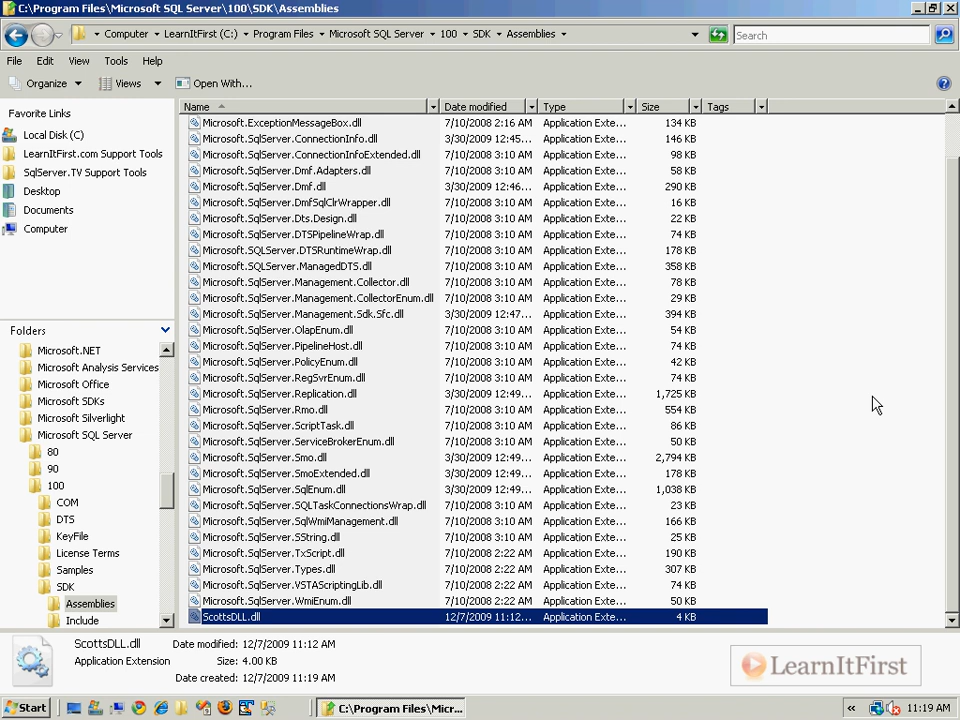 C:\Program Files\Microsoft SQL Server\100\SDK\Assemblies
Computer LearnItFirst (C:) Program Files Microsoft SQL Server 100 SDK Assemblies Search
File Edit View Tools Help
Organize Views Open With...
Favorite Links
Local Disk (C:)
LearnItFirst.com Support Tools
SqlServer.TV Support Tools
Desktop
Documents
Computer
Folders
Microsoft.NET
Microsoft Analysis Services
Microsoft Office
Microsoft SDKs
Microsoft Silverlight
Microsoft SQL Server
80
90
100
COM
DTS
KeyFile
License Terms
Samples
SDK
Assemblies
Include
Name Date modified Type Size Tags
Microsoft.ExceptionMessageBox.dll 7/10/2008 2:16 AM Application Exte... 134 KB
Microsoft.SqlServer.ConnectionInfo.dll 3/30/2009 12:45... Application Exte... 146 KB
Microsoft.SqlServer.ConnectionInfoExtended.dll 7/10/2008 3:10 AM Application Exte... 98 KB
Microsoft.SqlServer.Dmf.Adapters.dll 7/10/2008 3:10 AM Application Exte... 58 KB
Microsoft.SqlServer.Dmf.dll 3/30/2009 12:46... Application Exte... 290 KB
Microsoft.SqlServer.DmfSqlClrWrapper.dll 7/10/2008 3:10 AM Application Exte... 16 KB
Microsoft.SqlServer.Dts.Design.dll 7/10/2008 3:10 AM Application Exte... 22 KB
Microsoft.SqlServer.DTSPipelineWrap.dll 7/10/2008 3:10 AM Application Exte... 74 KB
Microsoft.SQLServer.DTSRuntimeWrap.dll 7/10/2008 3:10 AM Application Exte... 178 KB
Microsoft.SQLServer.ManagedDTS.dll 7/10/2008 3:10 AM Application Exte... 358 KB
Microsoft.SqlServer.Management.Collector.dll 7/10/2008 3:10 AM Application Exte... 78 KB
Microsoft.SqlServer.Management.CollectorEnum.dll 7/10/2008 3:10 AM Application Exte... 29 KB
Microsoft.SqlServer.Management.Sdk.Sfc.dll 3/30/2009 12:47... Application Exte... 394 KB
Microsoft.SqlServer.OlapEnum.dll 7/10/2008 3:10 AM Application Exte... 54 KB
Microsoft.SqlServer.PipelineHost.dll 7/10/2008 3:10 AM Application Exte... 74 KB
Microsoft.SqlServer.PolicyEnum.dll 7/10/2008 3:10 AM Application Exte... 42 KB
Microsoft.SqlServer.RegSvrEnum.dll 7/10/2008 3:10 AM Application Exte... 74 KB
Microsoft.SqlServer.Replication.dll 3/30/2009 12:49... Application Exte... 1,725 KB
Microsoft.SqlServer.Rmo.dll 7/10/2008 3:10 AM Application Exte... 554 KB
Microsoft.SqlServer.ScriptTask.dll 7/10/2008 3:10 AM Application Exte... 86 KB
Microsoft.SqlServer.ServiceBrokerEnum.dll 7/10/2008 3:10 AM Application Exte... 50 KB
Microsoft.SqlServer.Smo.dll 3/30/2009 12:49... Application Exte... 2,794 KB
Microsoft.SqlServer.SmoExtended.dll 3/30/2009 12:49... Application Exte... 178 KB
Microsoft.SqlServer.SqlEnum.dll 3/30/2009 12:49... Application Exte... 1,038 KB
Microsoft.SqlServer.SQLTaskConnectionsWrap.dll 7/10/2008 3:10 AM Application Exte... 23 KB
Microsoft.SqlServer.SqlWmiManagement.dll 7/10/2008 3:10 AM Application Exte... 166 KB
Microsoft.SqlServer.SString.dll 7/10/2008 3:10 AM Application Exte... 25 KB
Microsoft.SqlServer.TxScript.dll 7/10/2008 2:22 AM Application Exte... 190 KB
Microsoft.SqlServer.Types.dll 7/10/2008 2:22 AM Application Exte... 307 KB
Microsoft.SqlServer.VSTAScriptingLib.dll 7/10/2008 2:22 AM Application Exte... 74 KB
Microsoft.SqlServer.WmiEnum.dll 7/10/2008 2:22 AM Application Exte... 50 KB
ScottsDLL.dll 12/7/2009 11:12... Application Exte... 4 KB
ScottsDLL.dll Date modified: 12/7/2009 11:12 AM
Application Extension Size: 4.00 KB
Date created: 12/7/2009 11:19 AM
LearnItFirst
Start C:\Program Files\Micr... 11:19 AM